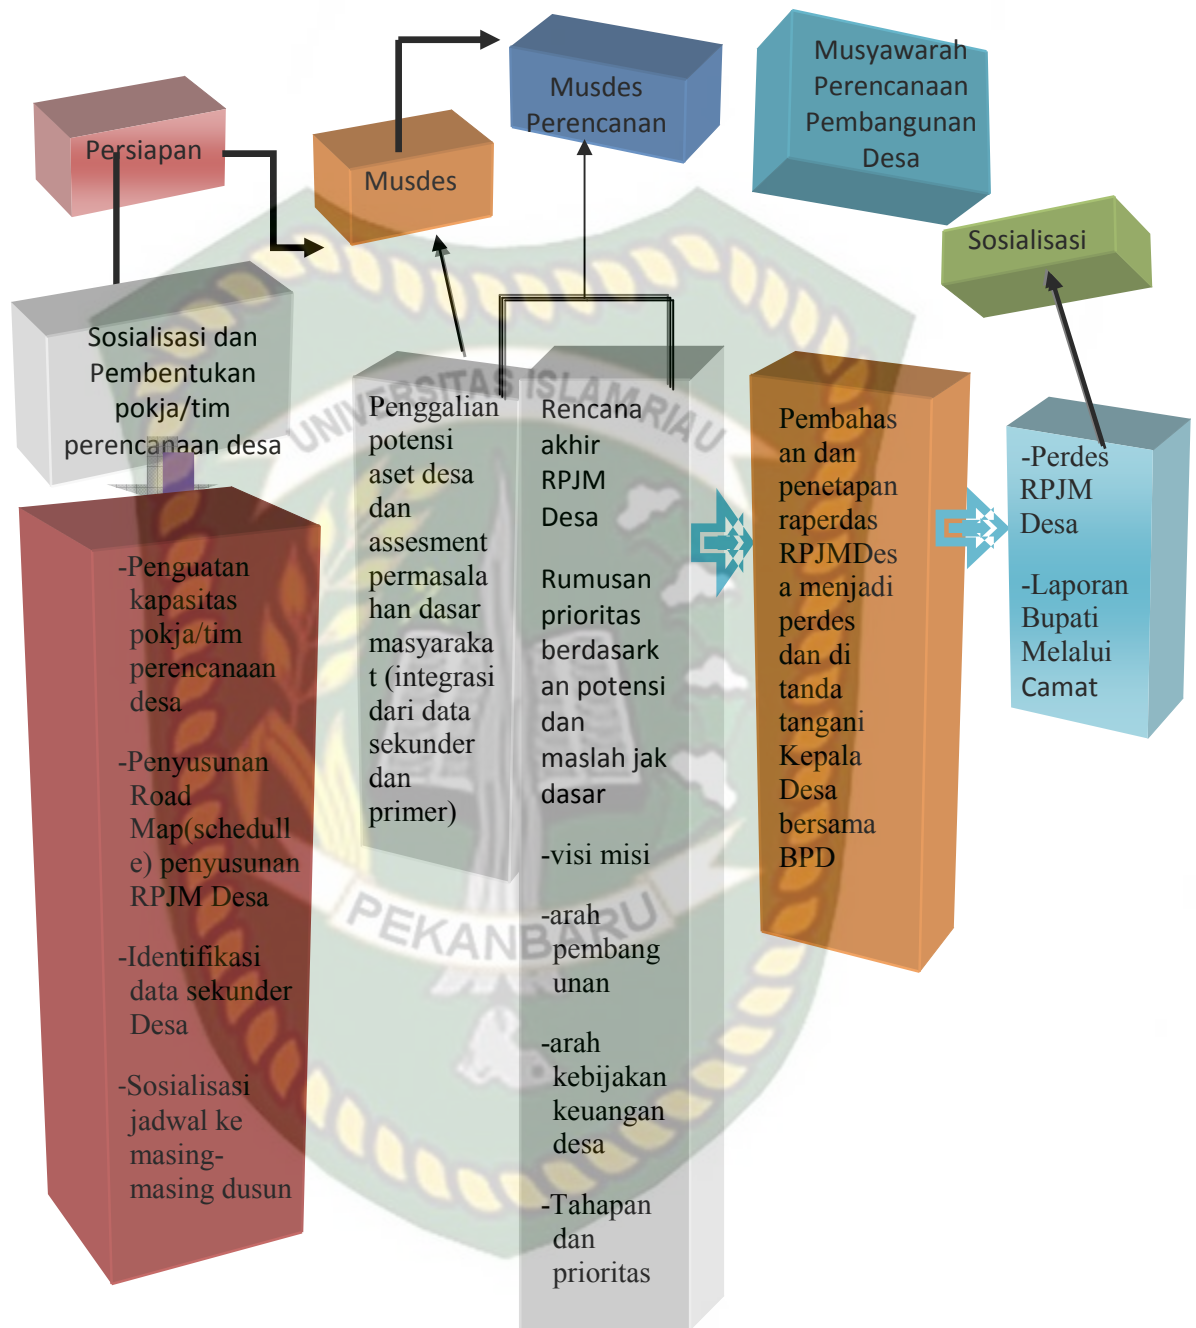 Persiapan
Musdes
Musdes
Perencanan
Musyawarah
Perencanaan
Pembangunan
Desa
Sosialisasi
Sosialisasi dan
Pembentukan
pokja/tim
perencanaan desa
-Penguatan
kapasitas
pokja/tim
perencanaan
desa
-Penyusunan
Road
Map(schedull
e) penyusunan
RPJM Desa
-Identifikasi
data sekunder
Desa
-Sosialisasi
jadwal ke
masing-
masing dusun
Penggalian
potensi
aset desa
dan
assesment
permasala
han dasar
masyaraka
t (integrasi
dari data
sekunder
dan
primer)
Rencana
akhir
RPJM
Desa
Rumusan
prioritas
berdasark
an potensi
dan
maslah jak
dasar
-visi misi
-arah
pembang
unan
-arah
kebijakan
keuangan
desa
-Tahapan
dan
prioritas
Pembahas
an dan
penetapan
raperdas
RPJMDes
a menjadi
perdes
dan di
tanda
tangani
Kepala
Desa
bersama
BPD
-Perdes
RPJM
Desa
-Laporan
Bupati
Melalui
Camat
UNIVERSITAS ISLAM RIAU
PEKANBARU